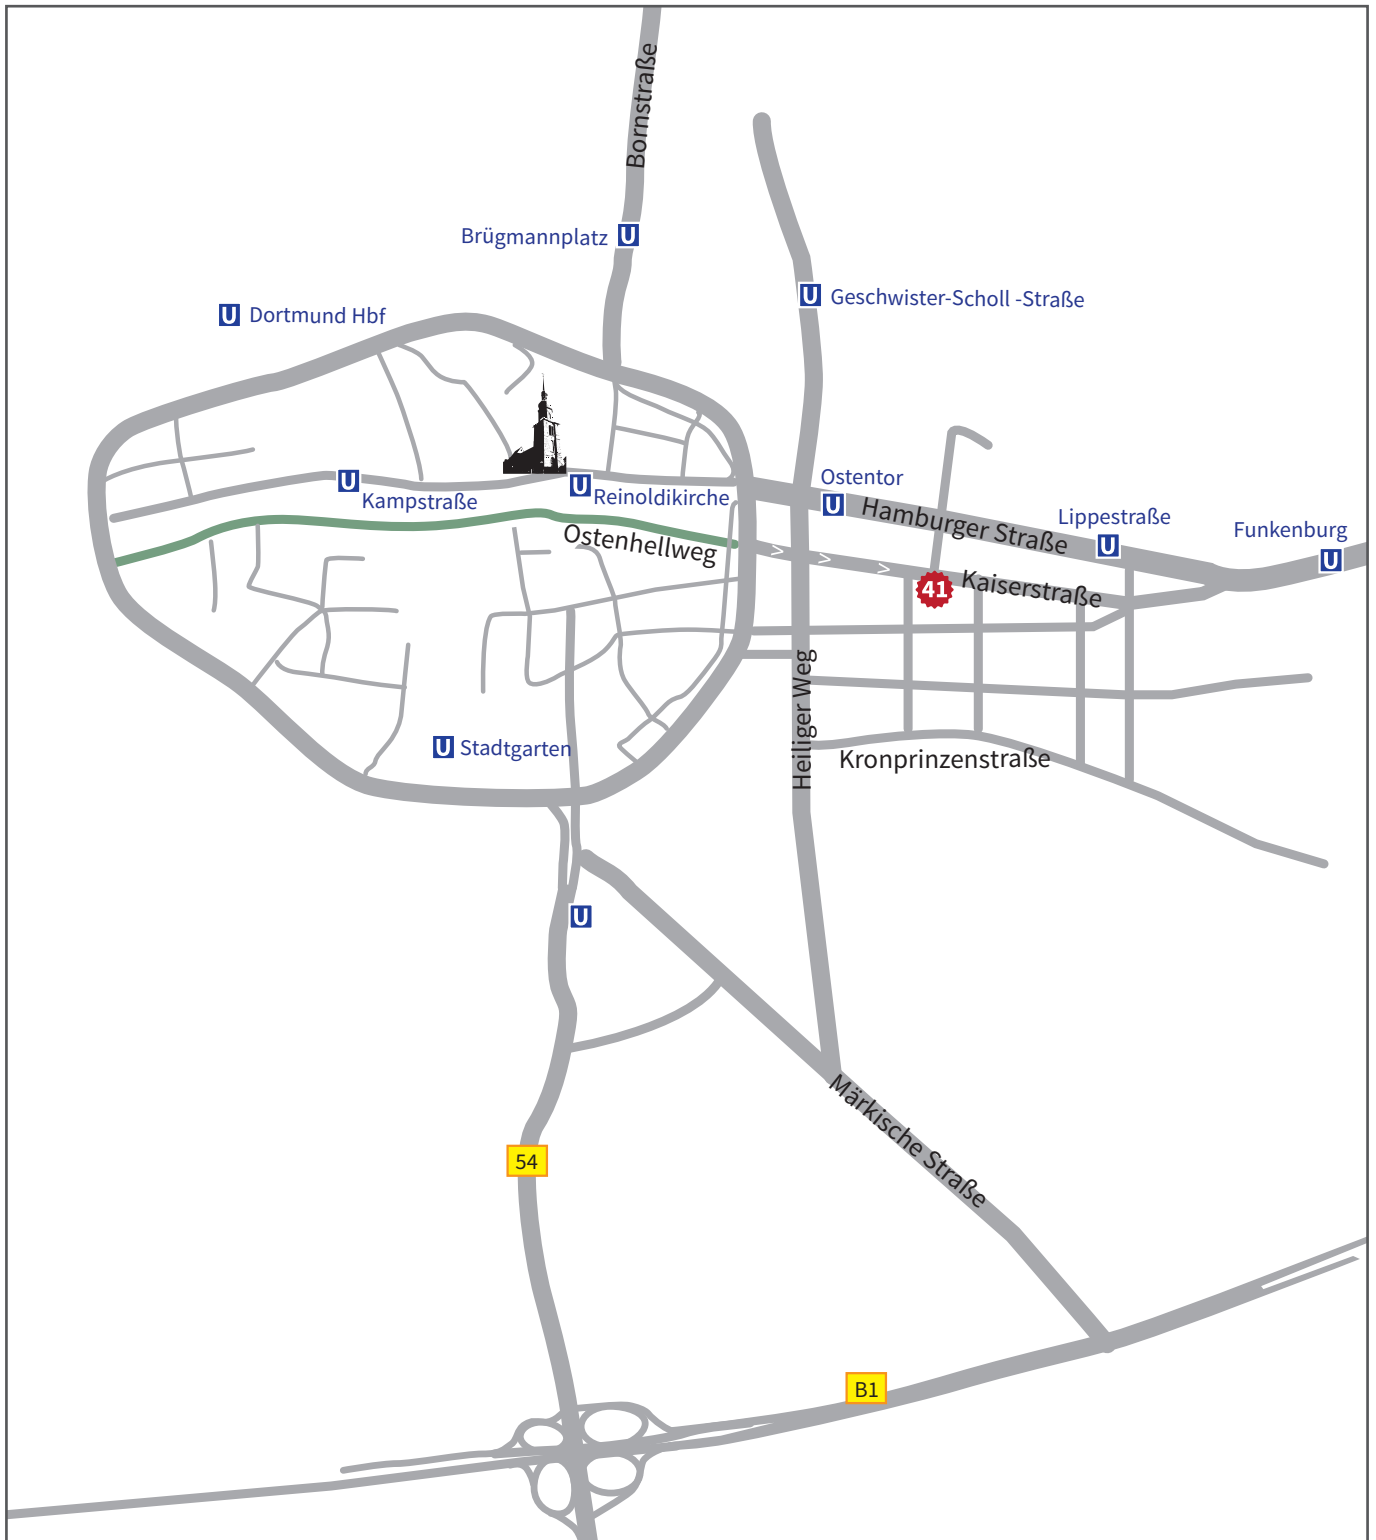 Bornstraße
Brügmannplatz U
U Geschwister-Scholl -Straße
U Dortmund Hbf
U
Kampstraße
U Reinoldikirche
Ostentor
U
Hamburger Straße
Lippestraße
U
Funkenburg
U
Ostenhellweg
> > >
41
Kaiserstraße
Heiliger Weg
U Stadtgarten
Kronprinzenstraße
U
Märkische Straße
54
B1